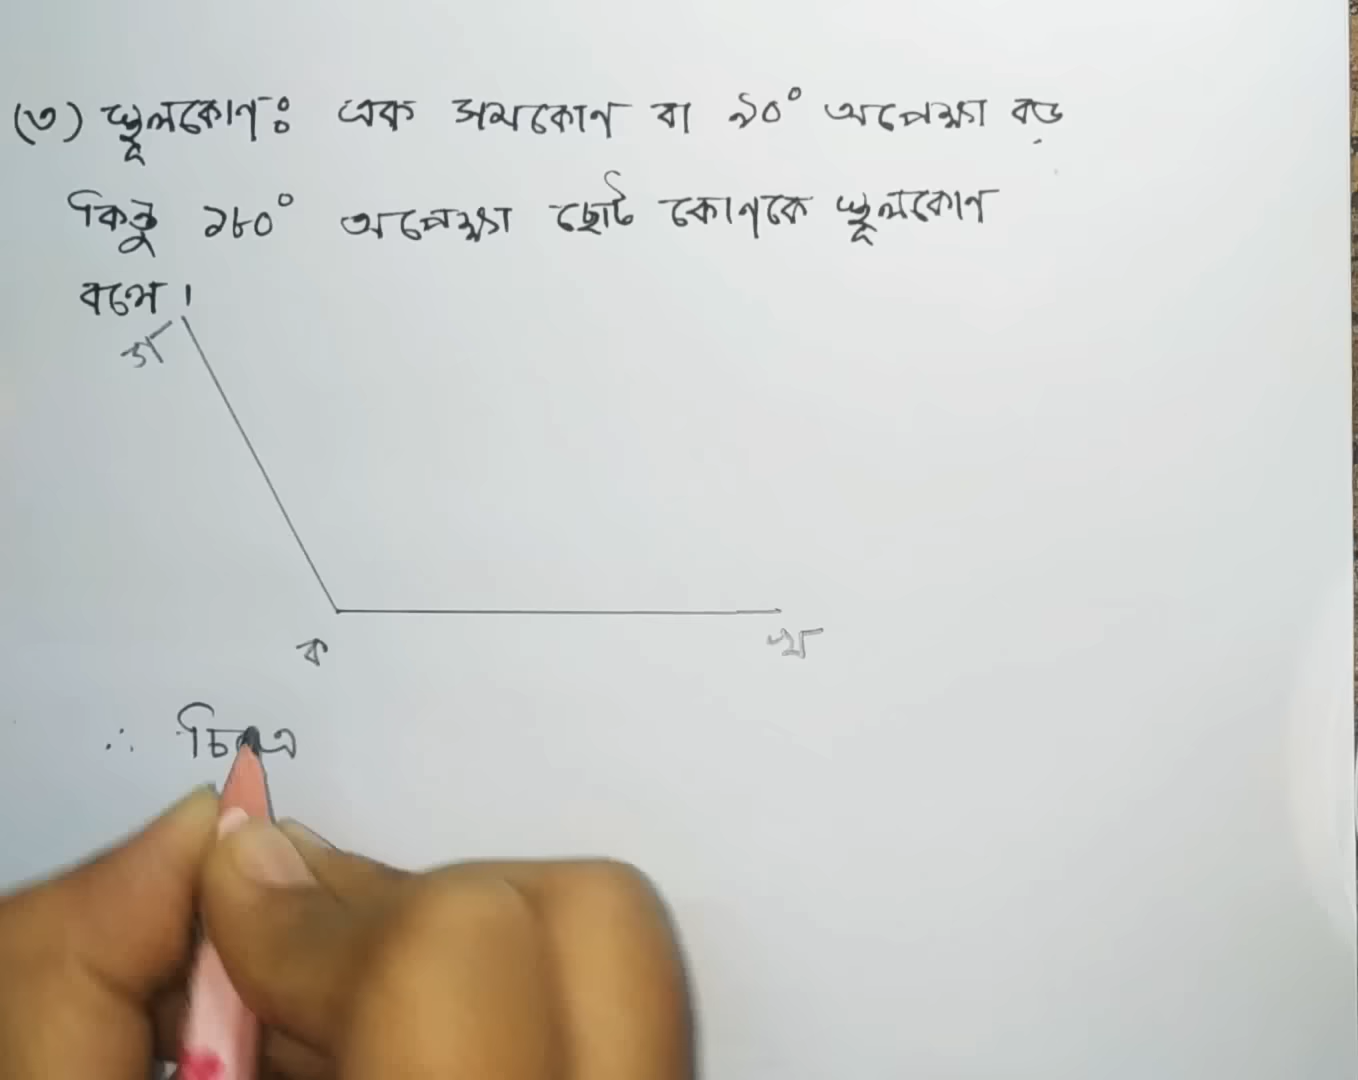 (৩) স্থূলকোণঃ এক সমকোণ বা ৯০° অপেক্ষা বড়
কিন্তু ১৮০° অপেক্ষা ছোট কোণকে স্থূলকোণ
বলে।
গ
ক
খ
∴ চিত্রে